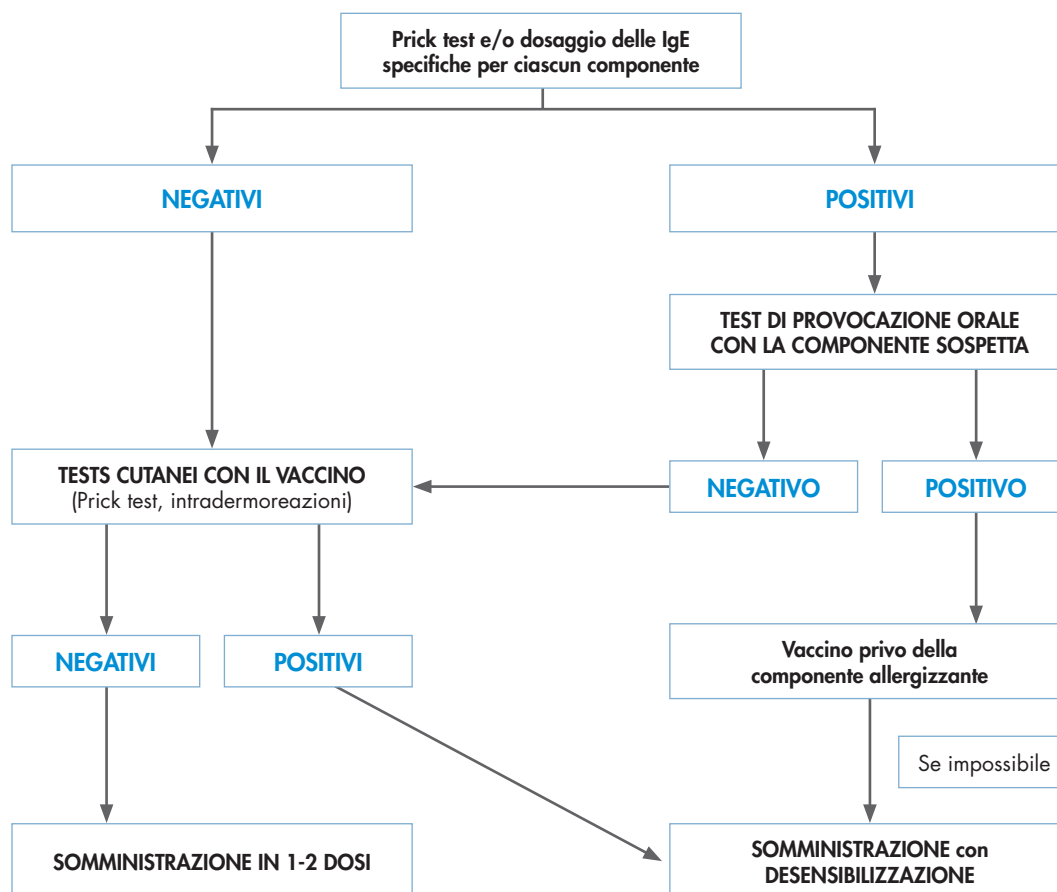 Prick test e/o dosaggio delle IgE
specifiche per ciascun componente
NEGATIVI
POSITIVI
TEST DI PROVOCAZIONE ORALE
CON LA COMPONENTE SOSPETTA
TESTS CUTANEI CON IL VACCINO
(Prick test, intradermoreazioni)
NEGATIVO
POSITIVO
NEGATIVI
POSITIVI
Vaccino privo della
componente allergizzante
Se impossibile
SOMMINISTRAZIONE IN 1-2 DOSI
SOMMINISTRAZIONE con
DESENSIBILIZZAZIONE